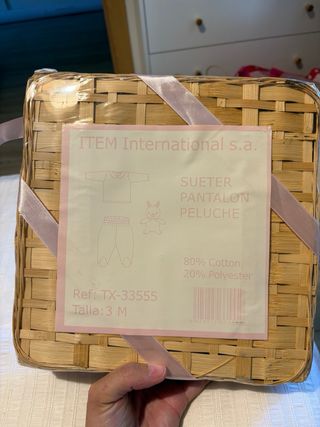 ITEM International s.a.
SUETER
PANTALON
PELUCHE
80% Cotton
20% Polyester
Ref: TX-33555
Talla:3 M